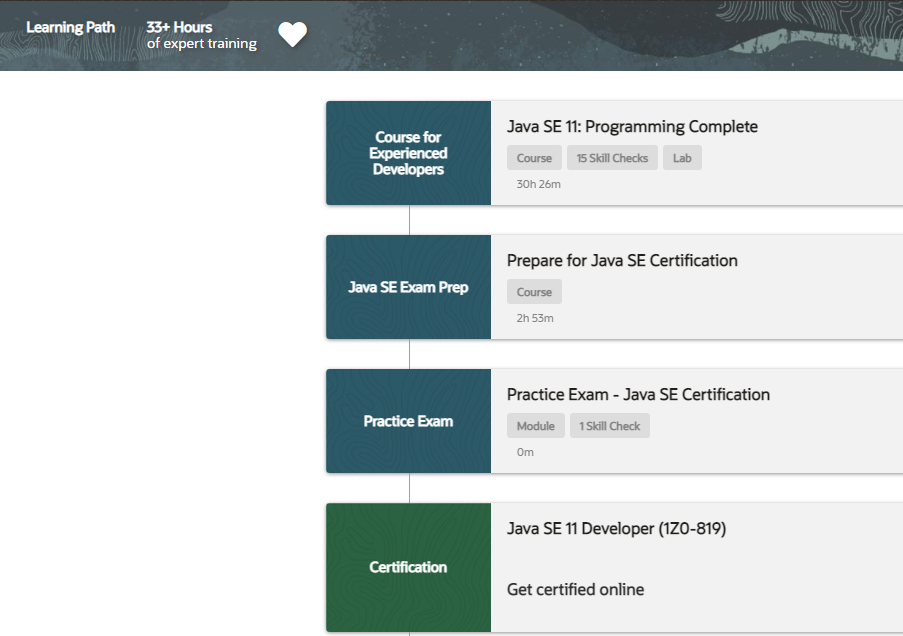 Learning Path
33+ Hours
of expert training
Course for
Experienced
Developers
Java SE 11: Programming Complete
Course
15 Skill Checks
Lab
30h 26m
Java SE Exam Prep
Prepare for Java SE Certification
Course
2h 53m
Practice Exam
Practice Exam - Java SE Certification
Module
1 Skill Check
0m
Certification
Java SE 11 Developer (1Z0-819)
Get certified online